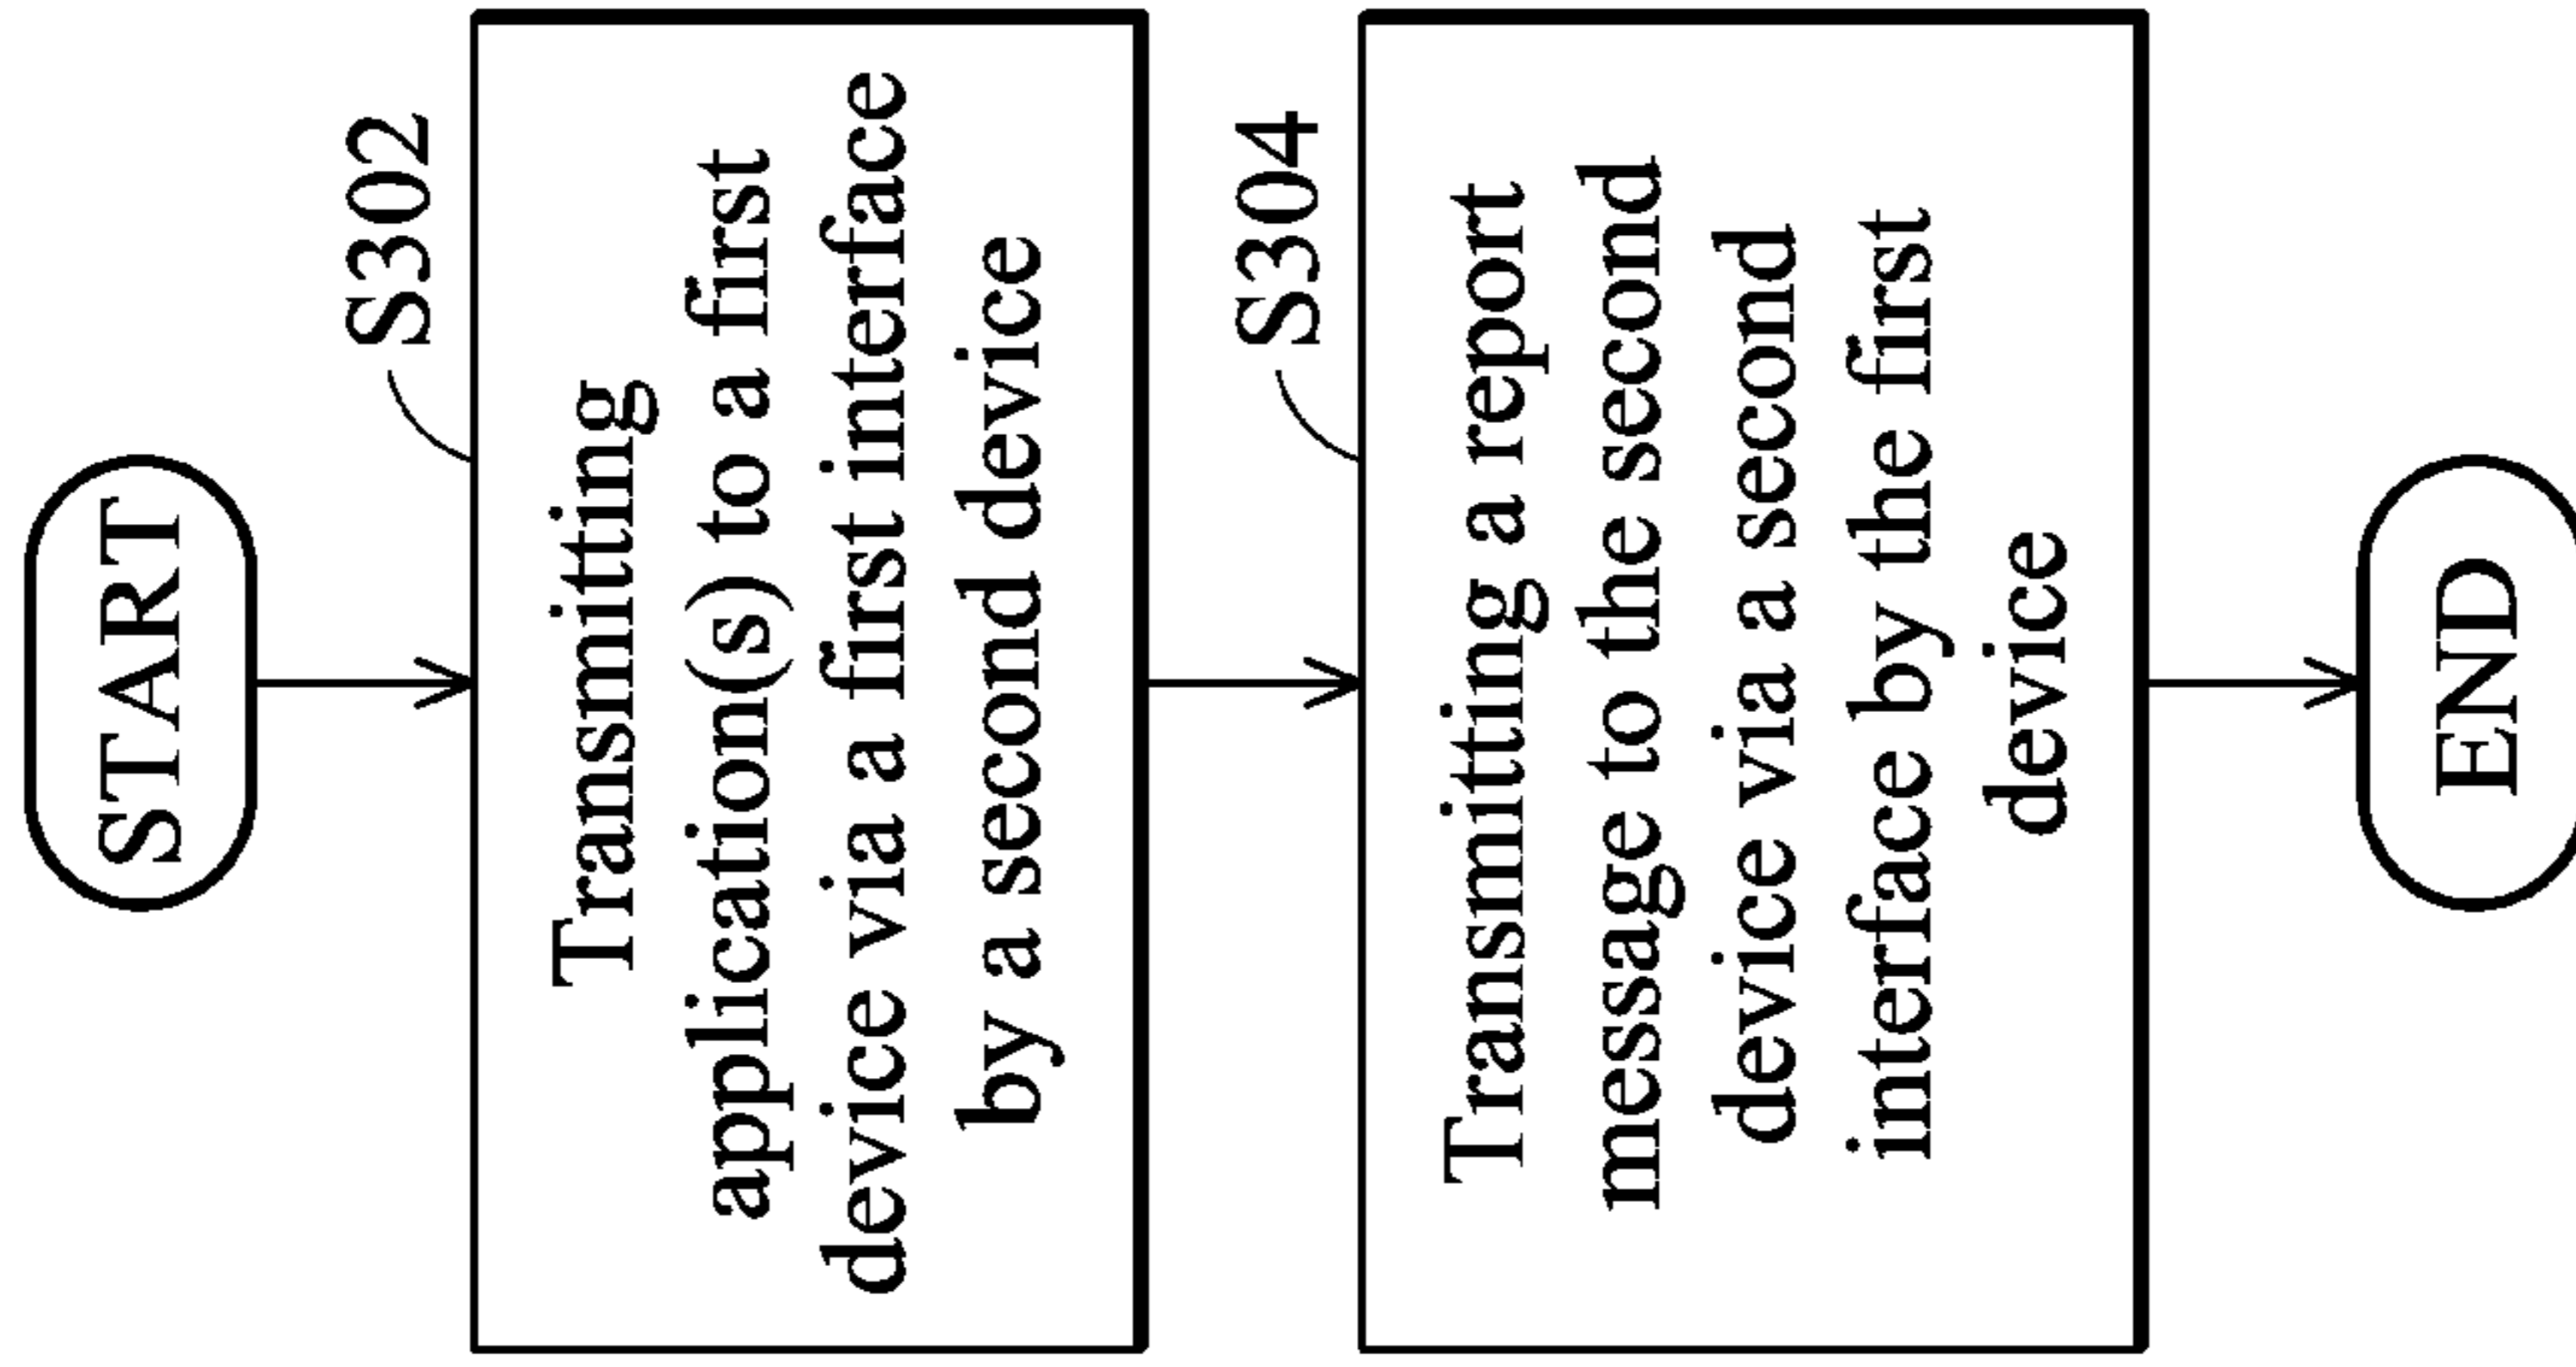 START
S302
Transmitting
application(s) to a first
device via a first interface
by a second device
S304
Transmitting a report
message to the second
device via a second
interface by the first
device
END